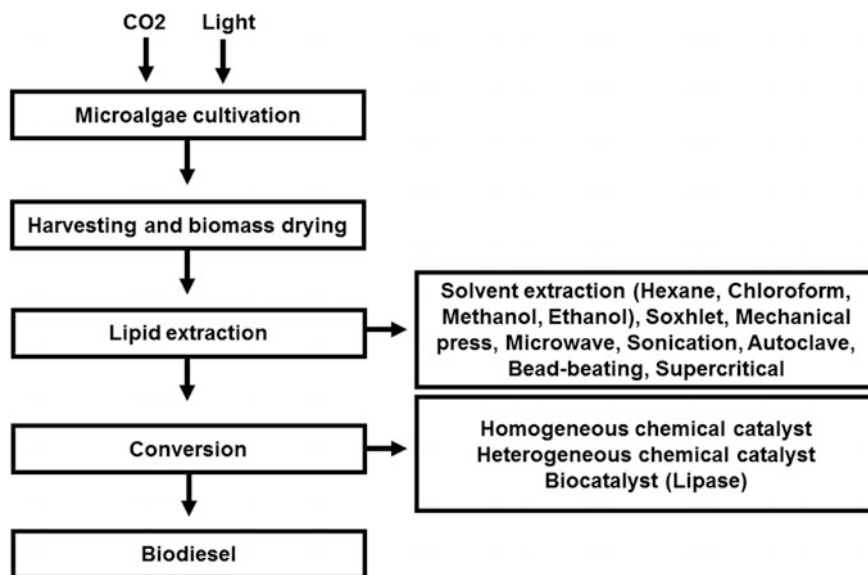 CO2 Light
Microalgae cultivation
Harvesting and biomass drying
Lipid extraction
Solvent extraction (Hexane, Chloroform,
Methanol, Ethanol), Soxhlet, Mechanical
press, Microwave, Sonication, Autoclave,
Bead-beating, Supercritical
Conversion
Homogeneous chemical catalyst
Heterogeneous chemical catalyst
Biocatalyst (Lipase)
Biodiesel